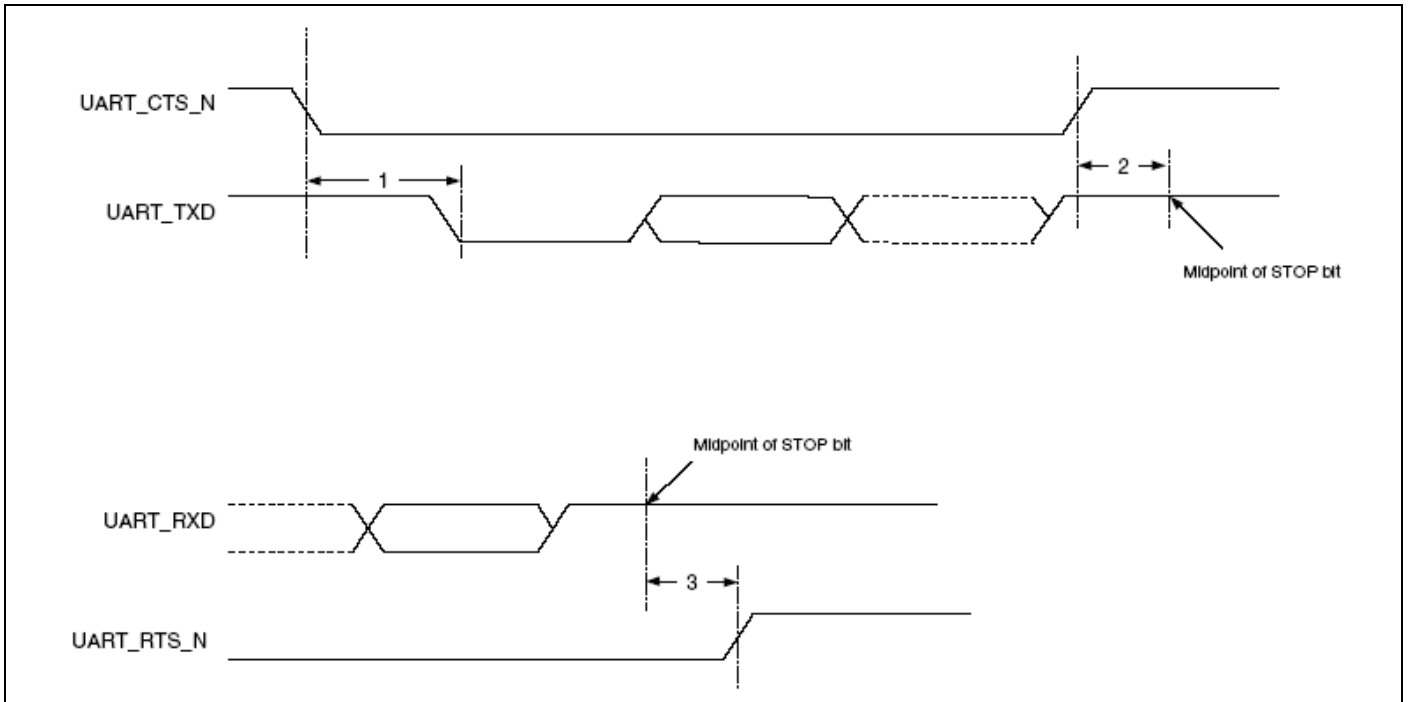 UART_CTS_N
1
2
UART_TXD
Midpoint of STOP bit
Midpoint of STOP bit
UART_RXD
3
UART_RTS_N